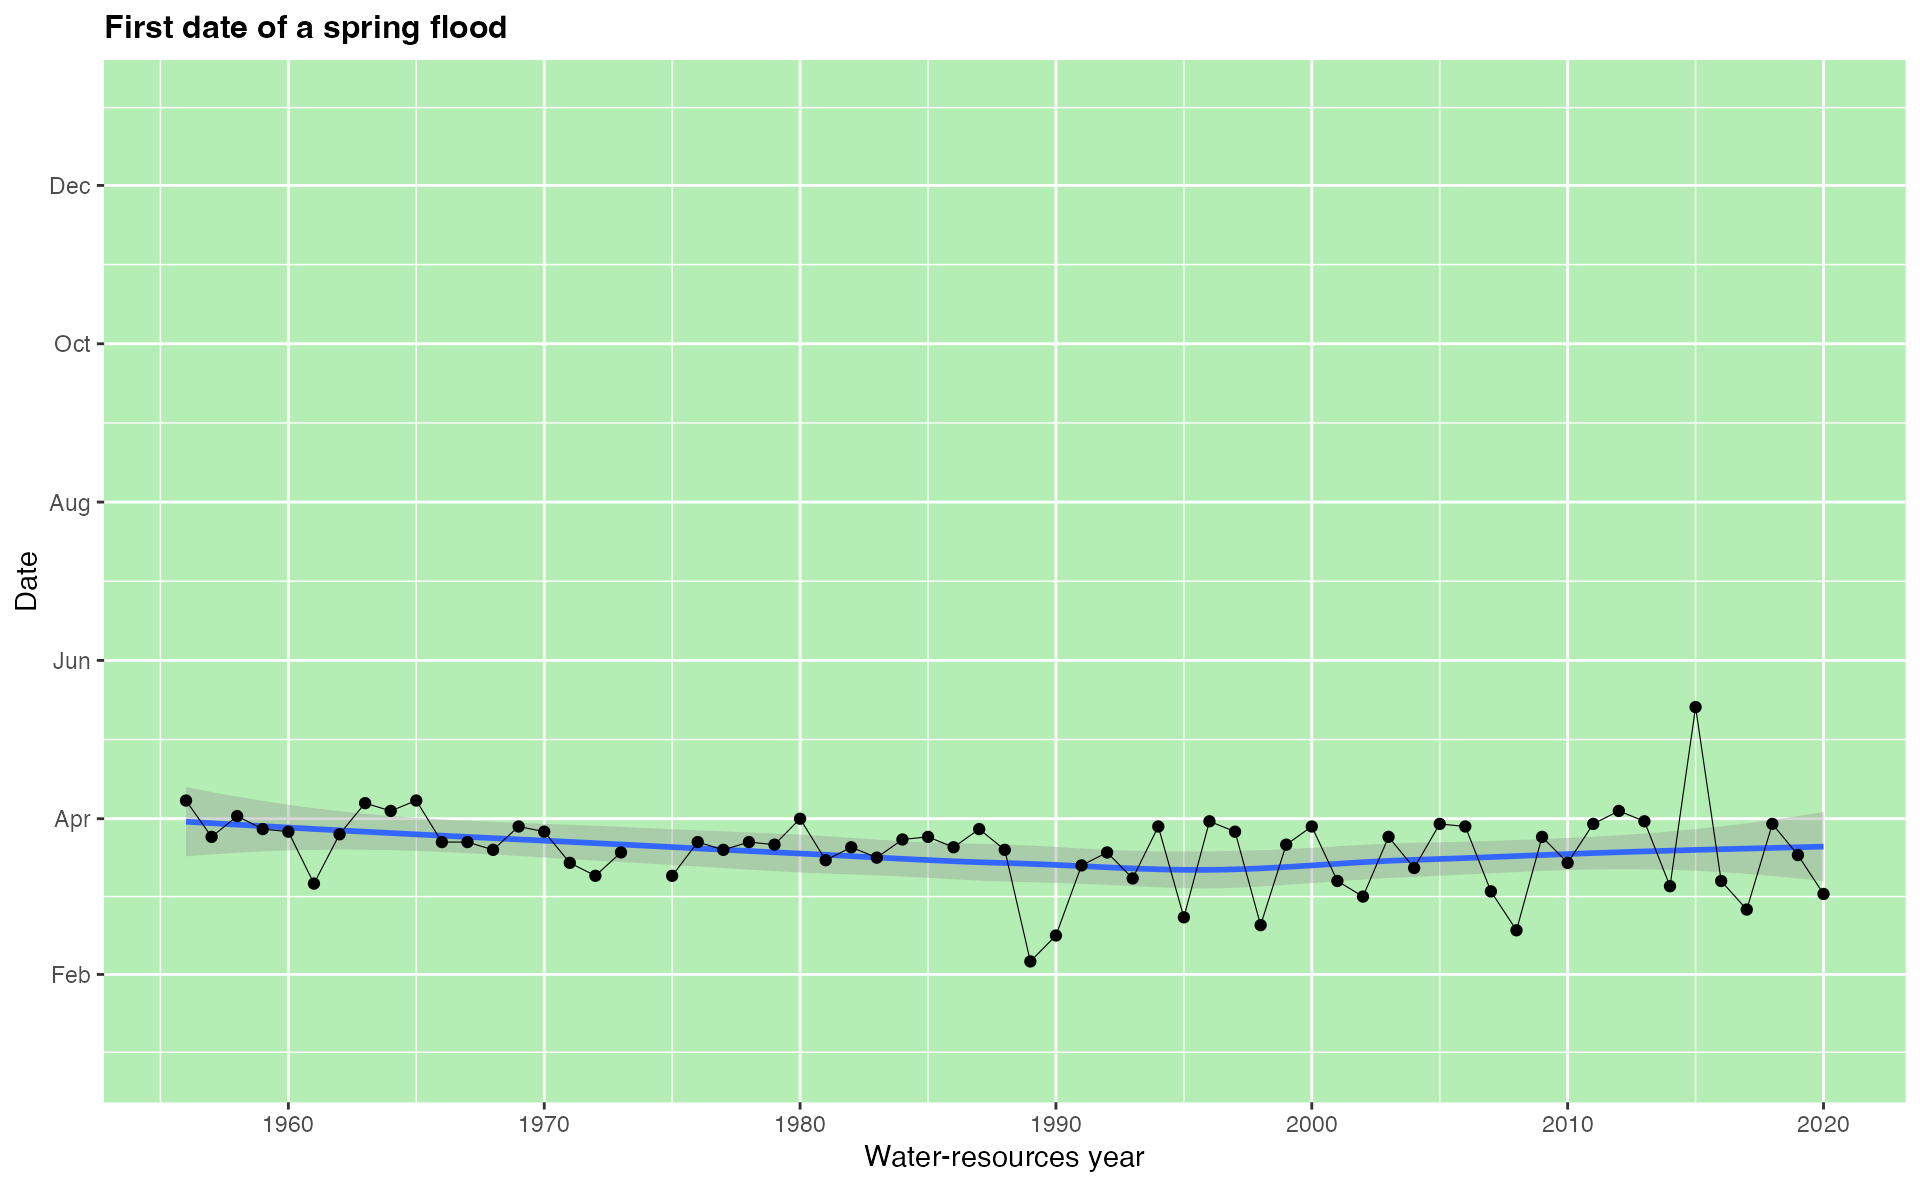 First date of a spring flood
Dec
Oct
Aug
Jun
Apr
Feb
Date
1960 1970 1980 1990 2000 2010 2020
Water-resources year